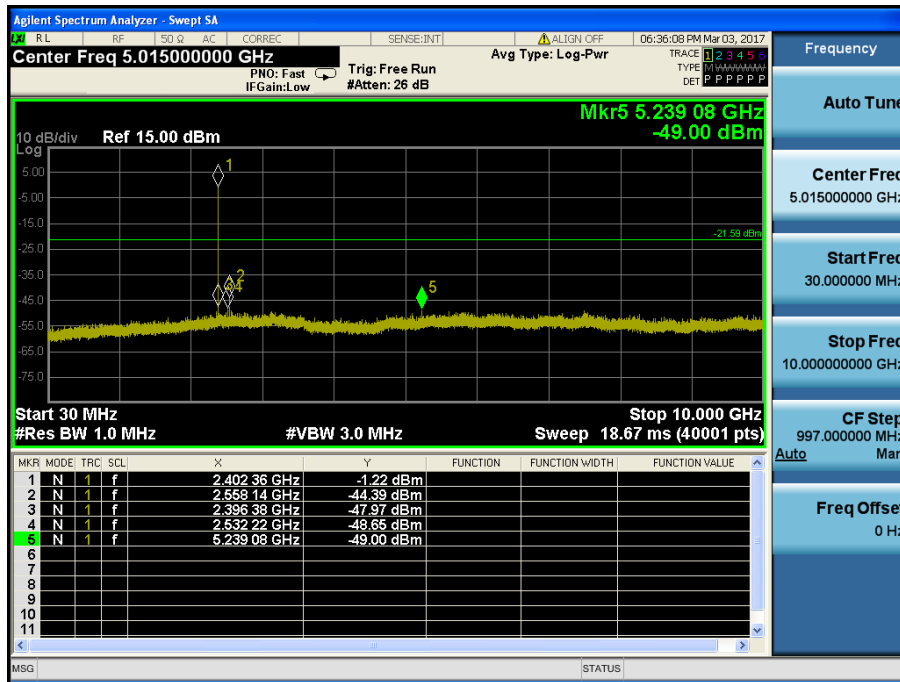 Agilent Spectrum Analyzer - Swept SA
LXI RL RF 50 Ω AC CORREC SENSE:INT ALIGN OFF 06:36:08 PM Mar 03, 2017
Center Freq 5.015000000 GHz
PNO: Fast
IFGain:Low
Trig: Free Run
#Atten: 26 dB
Avg Type: Log-Pwr
TRACE 1 2 3 4 5 6
TYPE M W W W W W
DET P P P P P P
Mkr5 5.239 08 GHz
-49.00 dBm
10 dB/div Ref 15.00 dBm
Log
5.00
-5.00
-15.0
-25.0
-35.0
-45.0
-55.0
-65.0
-75.0
1
2
3 4
5
-21.59 dBm
Start 30 MHz Stop 10.000 GHz
#Res BW 1.0 MHz #VBW 3.0 MHz Sweep 18.67 ms (40001 pts)
MKR MODE TRC SCL X Y FUNCTION FUNCTION WIDTH FUNCTION VALUE
1 N 1 f 2.402 36 GHz -1.22 dBm
2 N 1 f 2.558 14 GHz -44.39 dBm
3 N 1 f 2.396 38 GHz -47.97 dBm
4 N 1 f 2.532 22 GHz -48.65 dBm
5 N 1 f 5.239 08 GHz -49.00 dBm
6
7
8
9
10
11
MSG STATUS
Frequency
Auto Tune
Center Freq
5.015000000 GHz
Start Freq
30.000000 MHz
Stop Freq
10.000000000 GHz
CF Step
997.000000 MHz
Auto Man
Freq Offset
0 Hz